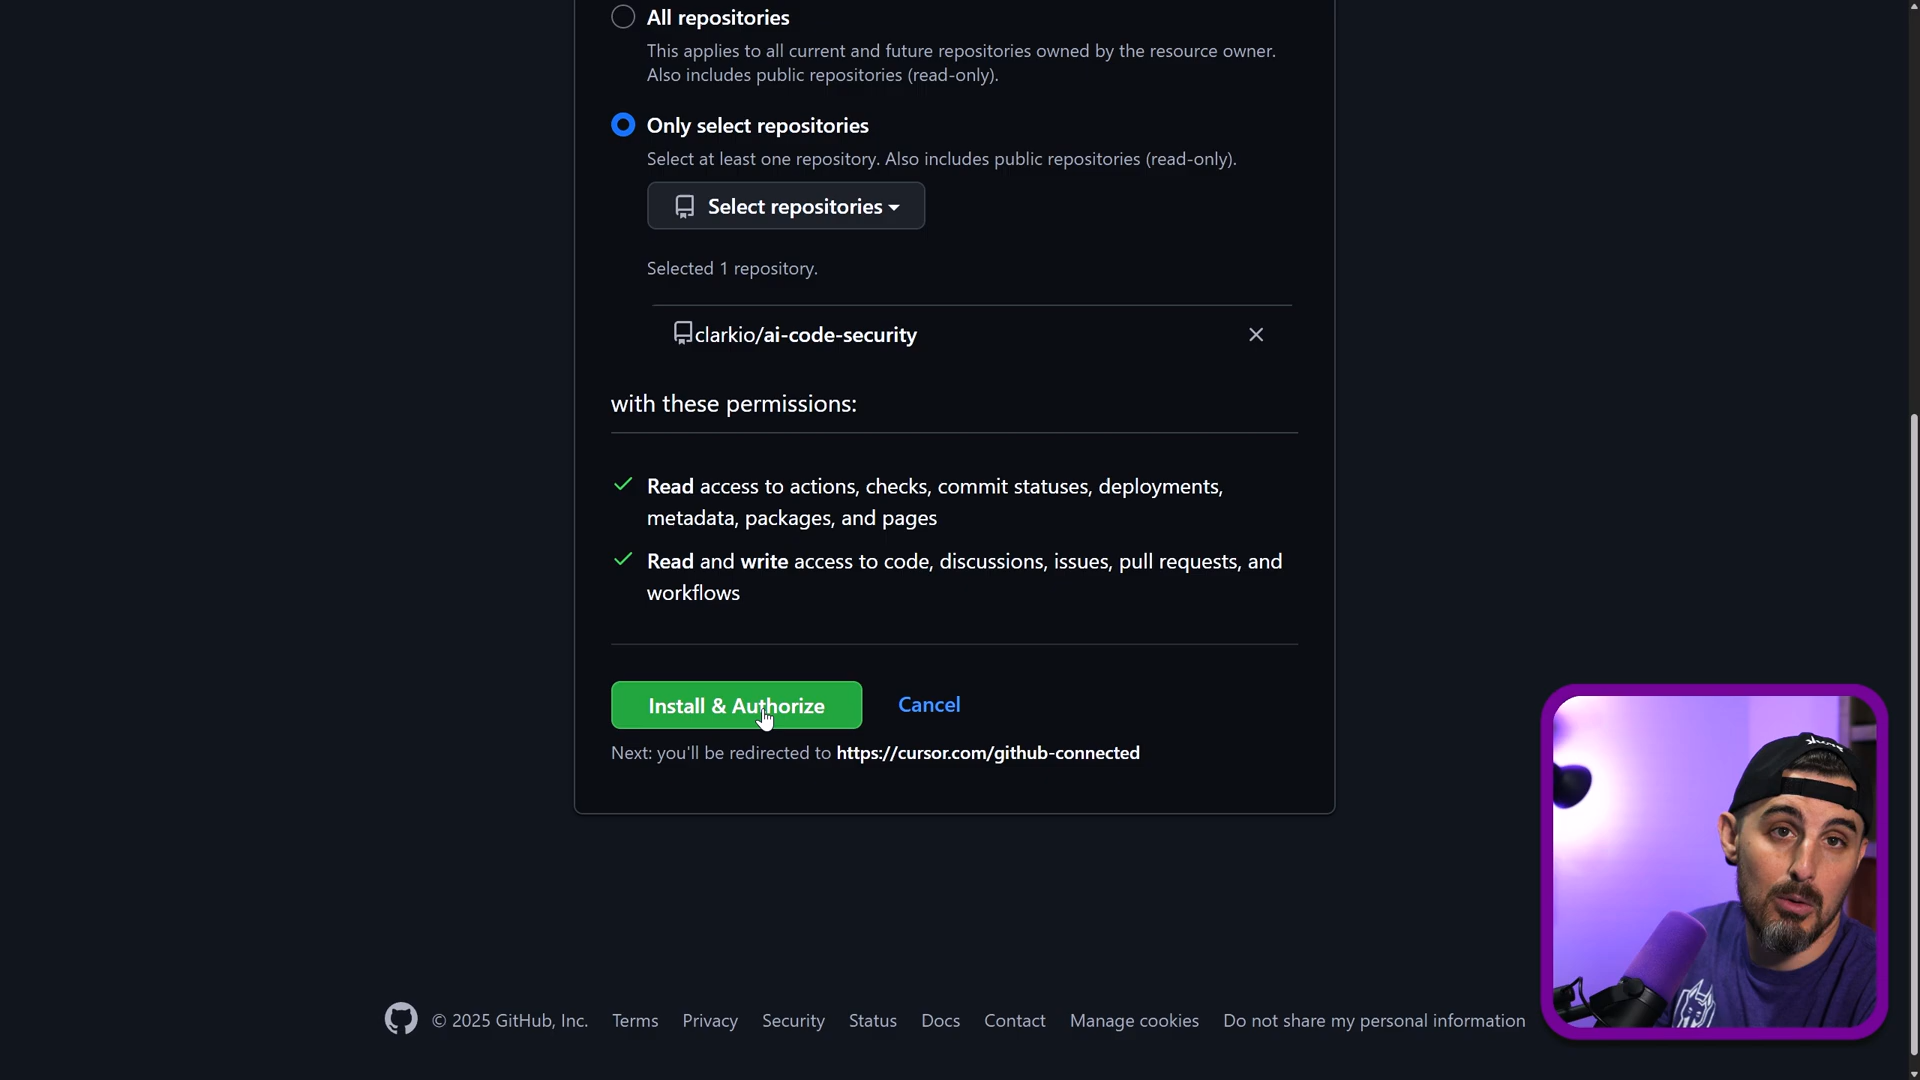 All repositories
This applies to all current and future repositories owned by the resource owner.
Also includes public repositories (read-only).
Only select repositories
Select at least one repository. Also includes public repositories (read-only).
Select repositories
Selected 1 repository.
clarkio/ai-code-security
with these permissions:
Read access to actions, checks, commit statuses, deployments,
metadata, packages, and pages
Read and write access to code, discussions, issues, pull requests, and
workflows
Install & Authorize
Cancel
Next: you'll be redirected to https://cursor.com/github-connected
© 2025 GitHub, Inc.
Terms
Privacy
Security
Status
Docs
Contact
Manage cookies
Do not share my personal information